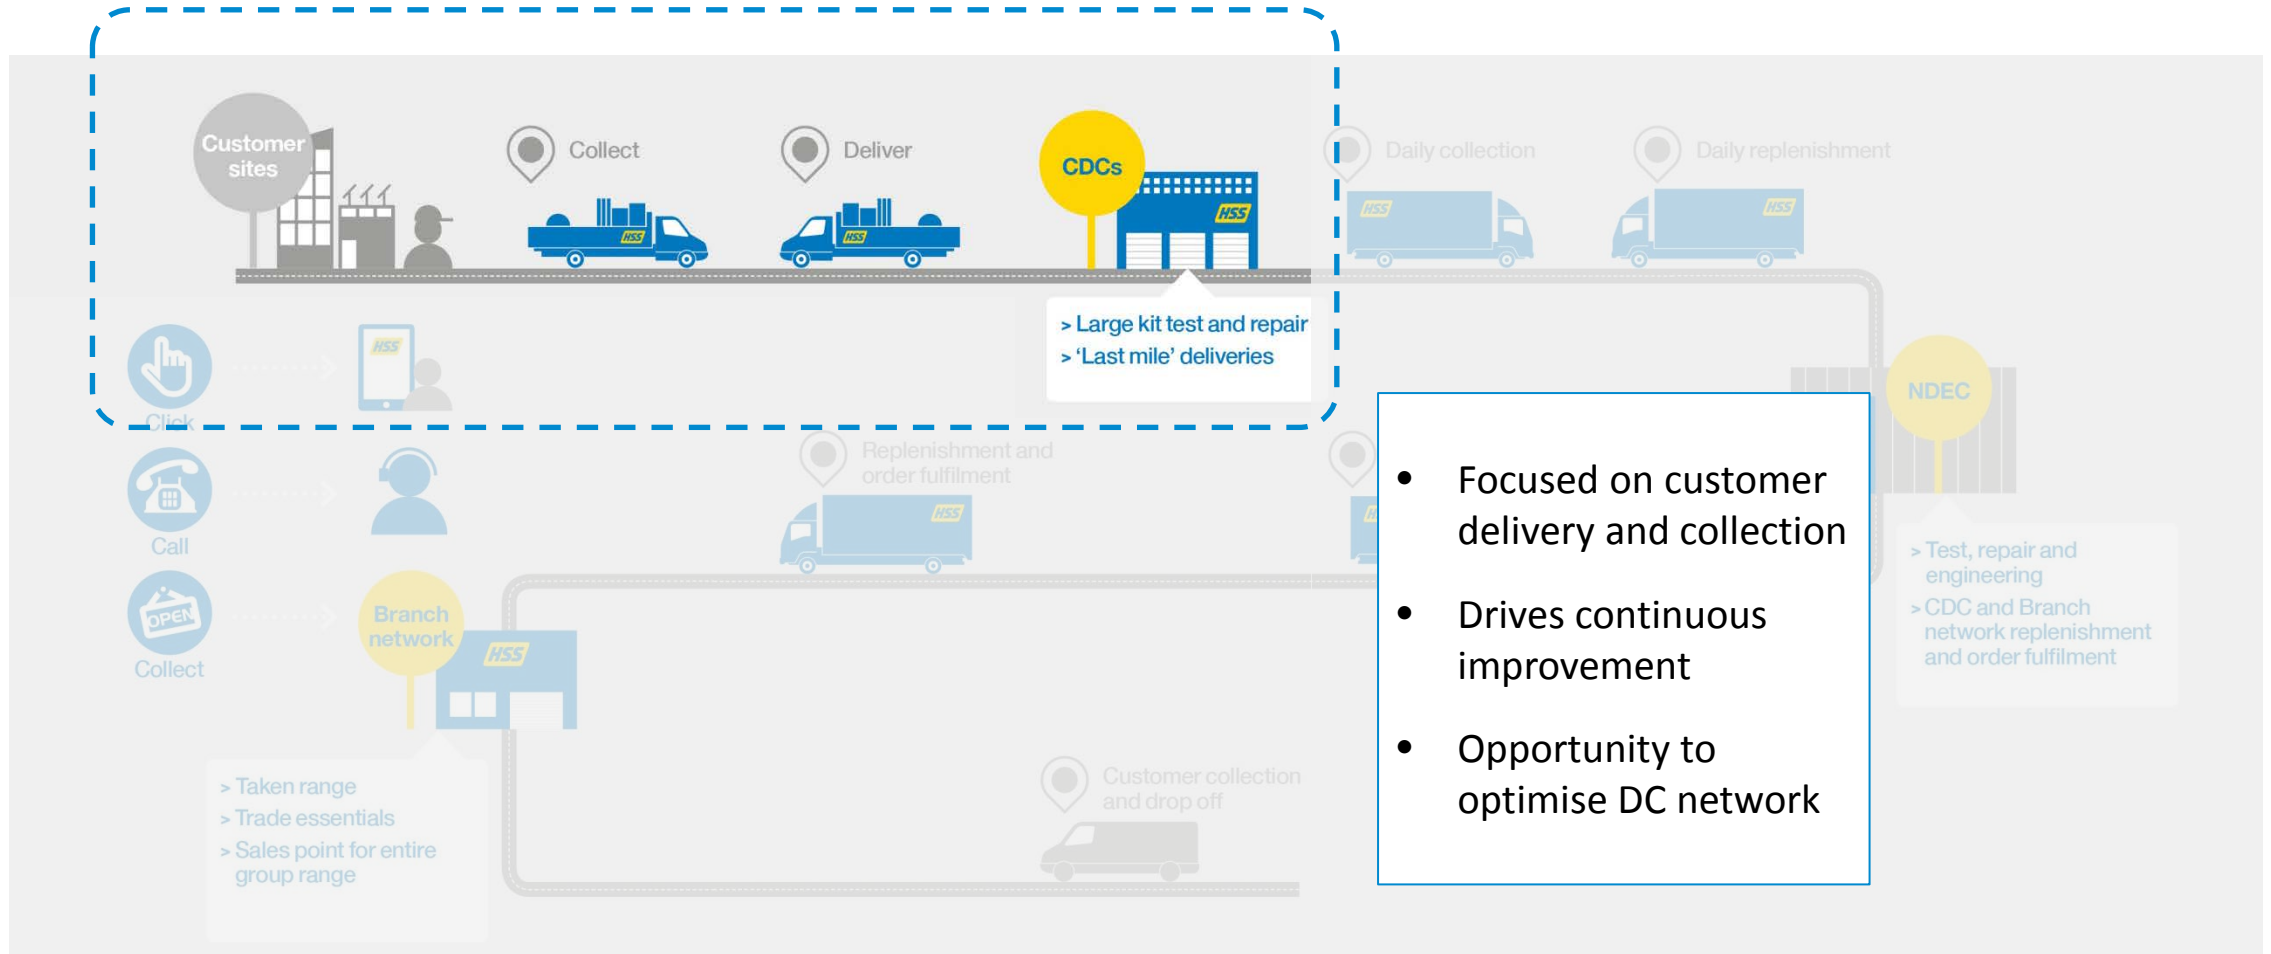 Customer
sites
Collect
Deliver
CDCs
HSS
HSS
HSS
> Large kit test and repair
> 'Last mile' deliveries
Daily collection
Daily replenishment
HSS
HSS
Click
HSS
Call
OPEN
Collect
Replenishment and
order fulfilment
HSS
Branch
network
HSS
> Taken range
> Trade essentials
> Sales point for entire
group range
Customer collection
and drop off
NDEC
> Test, repair and
engineering
> CDC and Branch
network replenishment
and order fulfilment
• Focused on customer
delivery and collection
• Drives continuous
improvement
• Opportunity to
optimise DC network